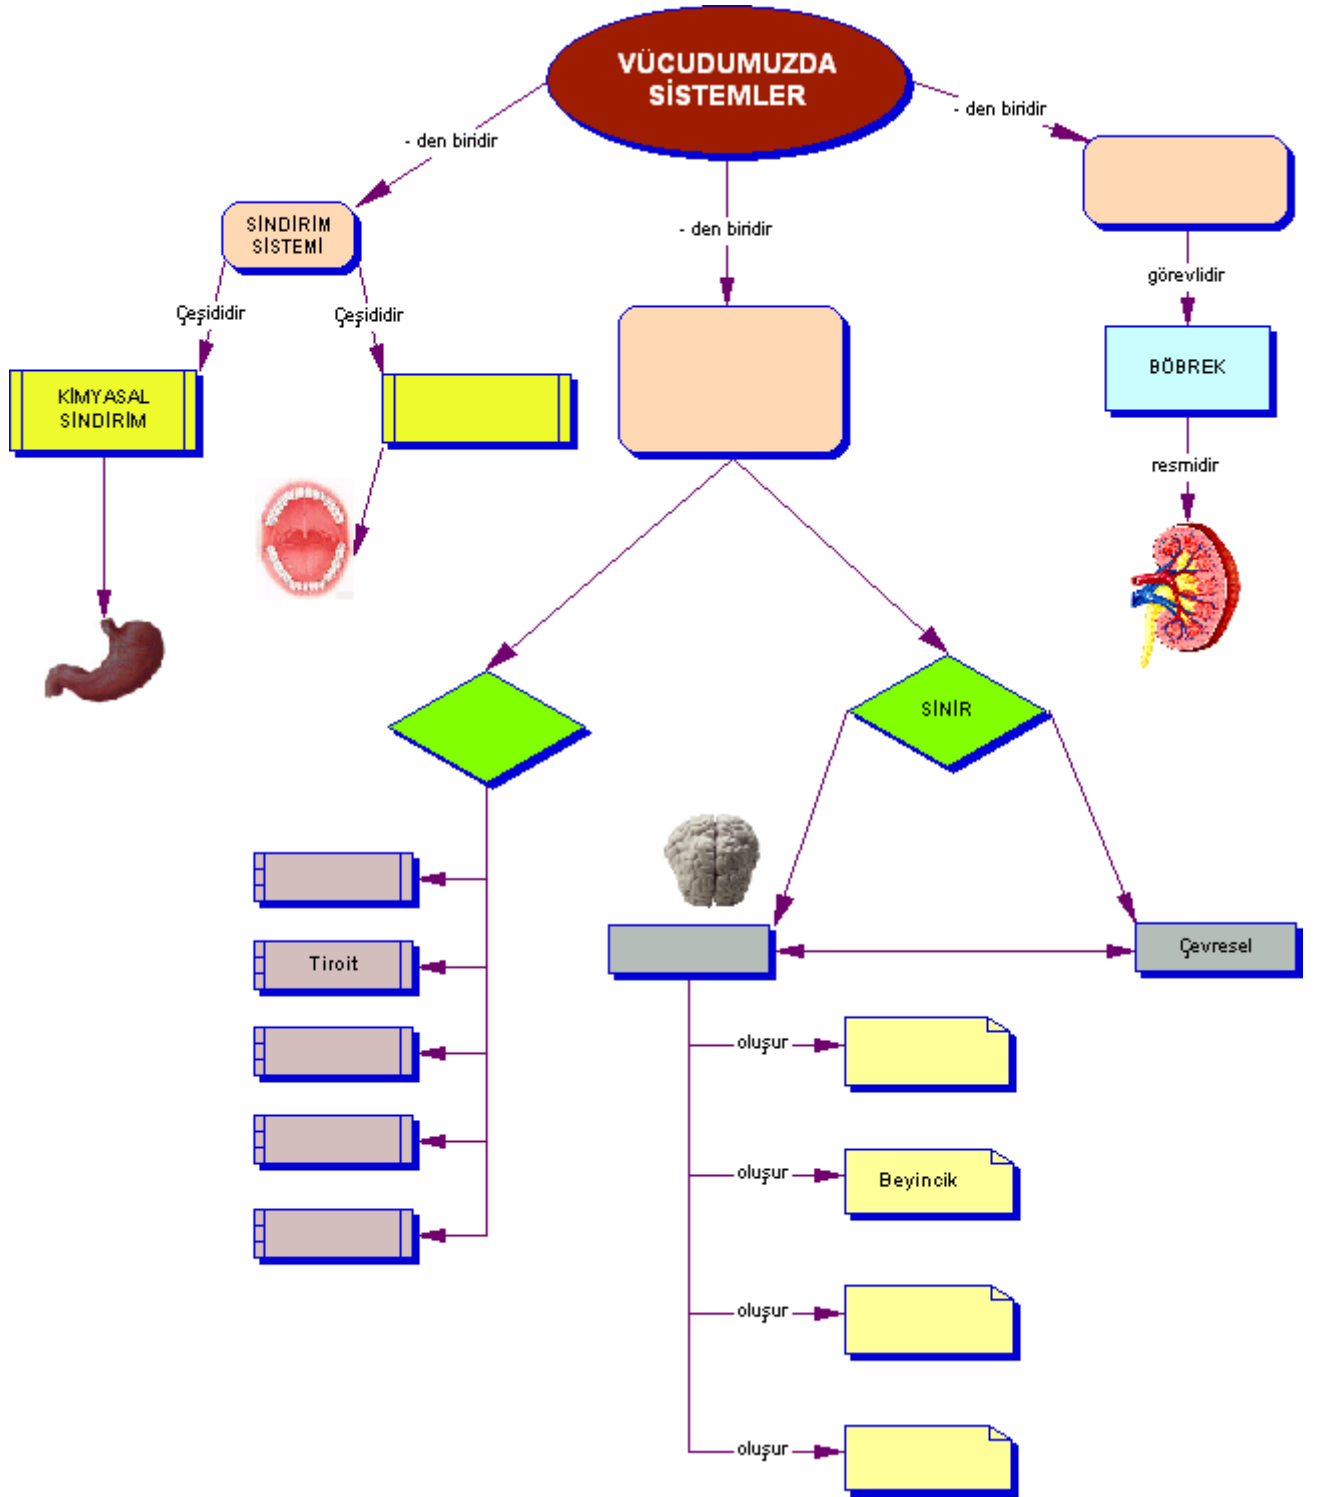 VÜCUDUMUZDA
SİSTEMLER
- den biridir
- den biridir
- den biridir
SİNDİRİM
SİSTEMİ
görevlidir
Çeşididir
Çeşididir
BÖBREK
KİMYASAL
SİNDİRİM
resmidir
SİNİR
Çevresel
Tiroit
oluşur
oluşur
Beyincik
oluşur
oluşur